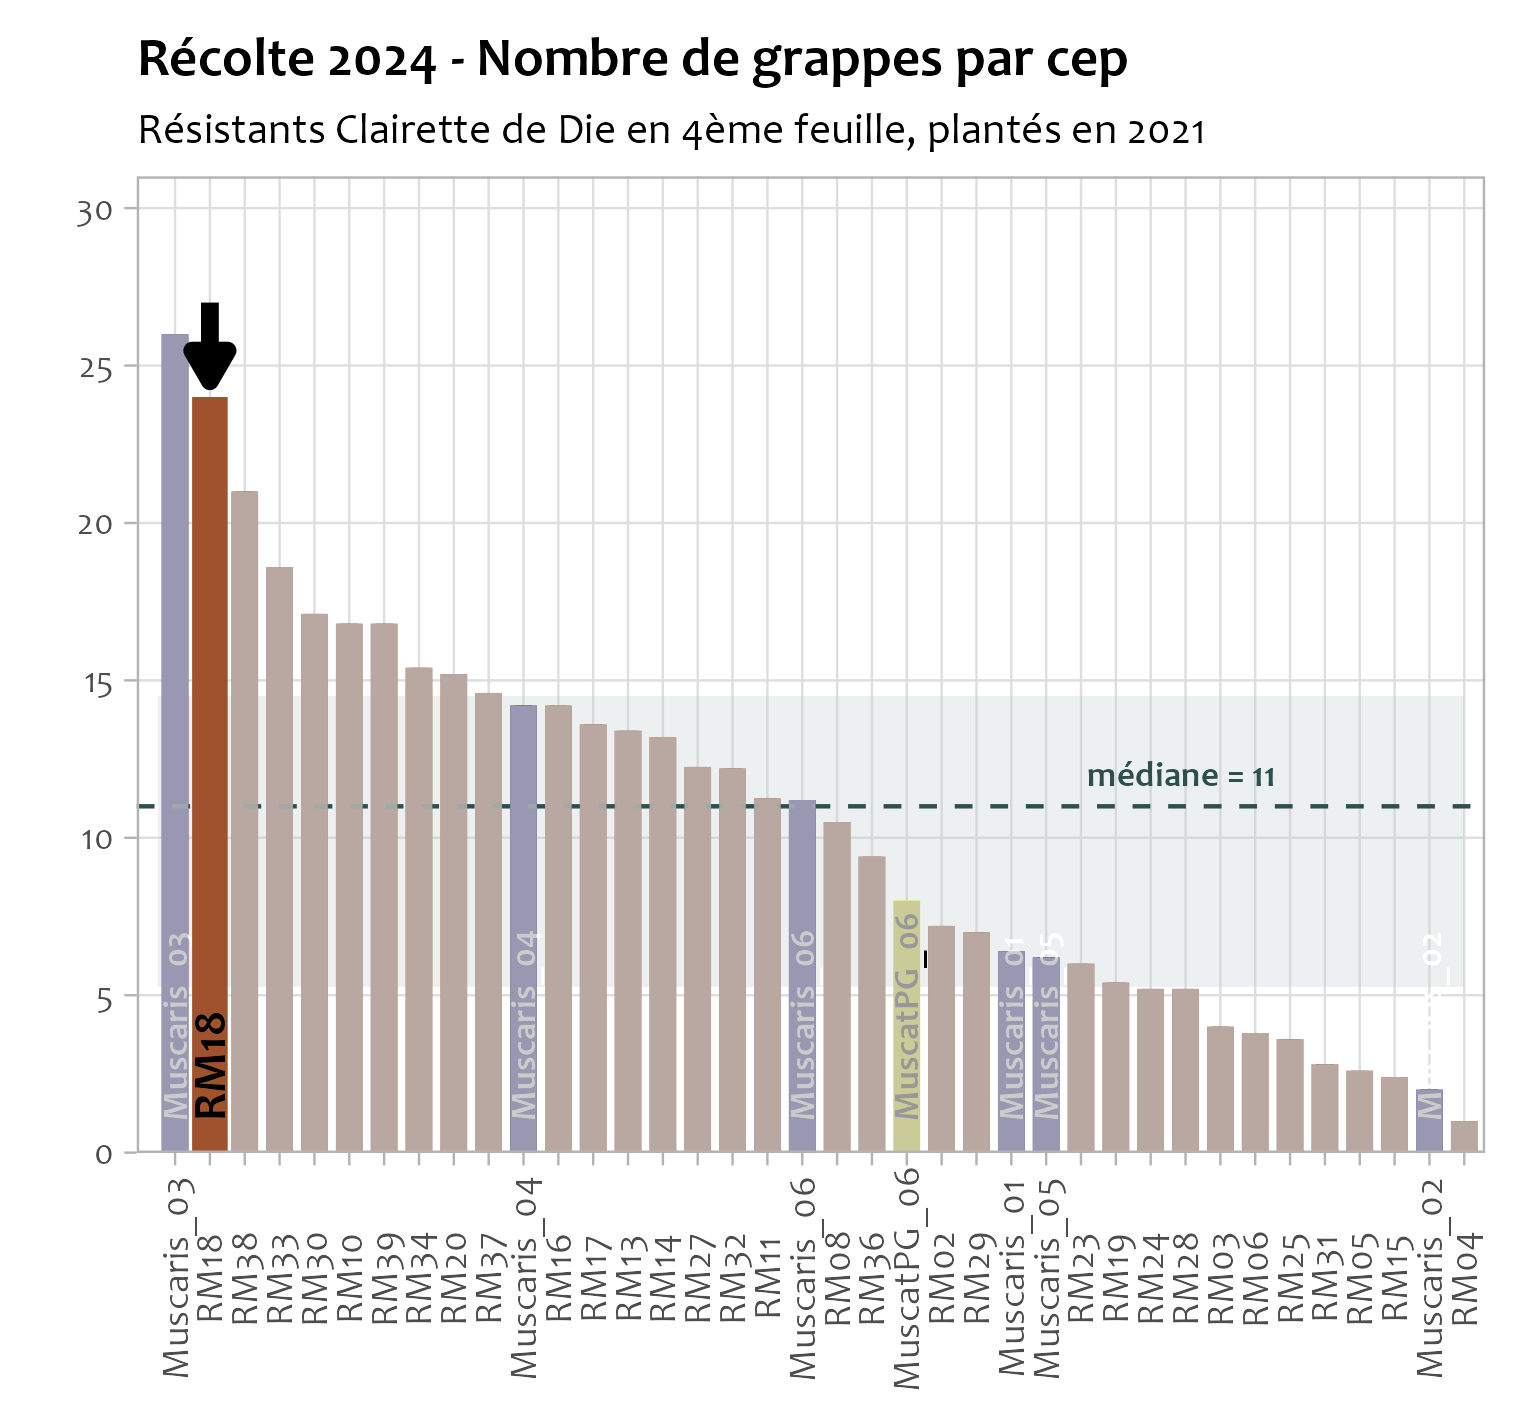 Récolte 2024 - Nombre de grappes par cep
Résistants Clairette de Die en 4ème feuille, plantés en 2021
30
25
20
15
10
5
0
médiane = 11
Muscaris_03
RM18
Muscaris_04
Muscaris_06
MuscatPG_06
Muscaris_01
Muscaris_05
Muscaris_02
Muscaris_03
RM18
RM38
RM33
RM30
RM10
RM39
RM34
RM20
RM37
Muscaris_04
RM16
RM17
RM13
RM14
RM27
RM32
RM11
Muscaris_06
RM08
RM36
MuscatPG_06
RM02
RM29
Muscaris_01
Muscaris_05
RM23
RM19
RM24
RM28
RM03
RM06
RM25
RM31
RM05
RM15
Muscaris_02
RM04